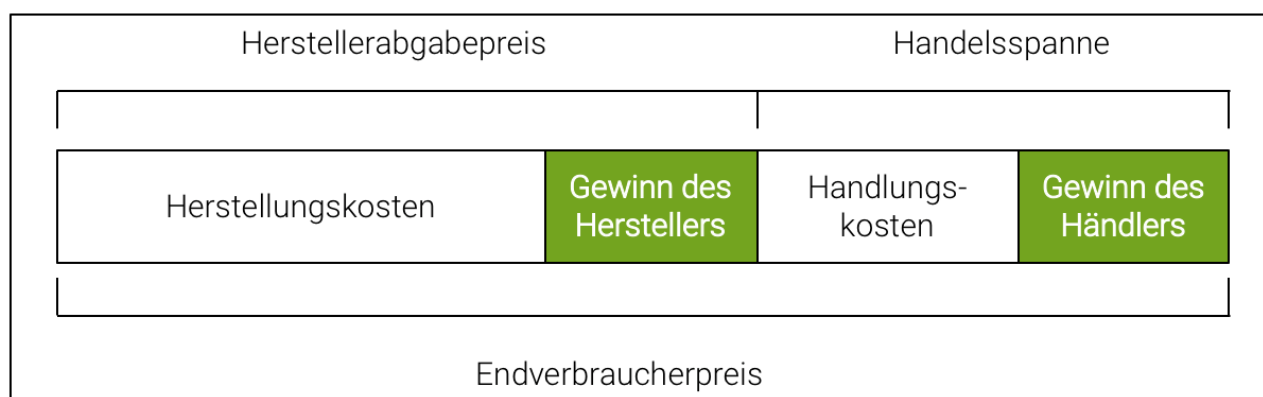 Herstellerabgabepreis
Handelsspanne
Herstellungskosten
Gewinn des
Herstellers
Handlungs-
kosten
Gewinn des
Händlers
Endverbraucherpreis